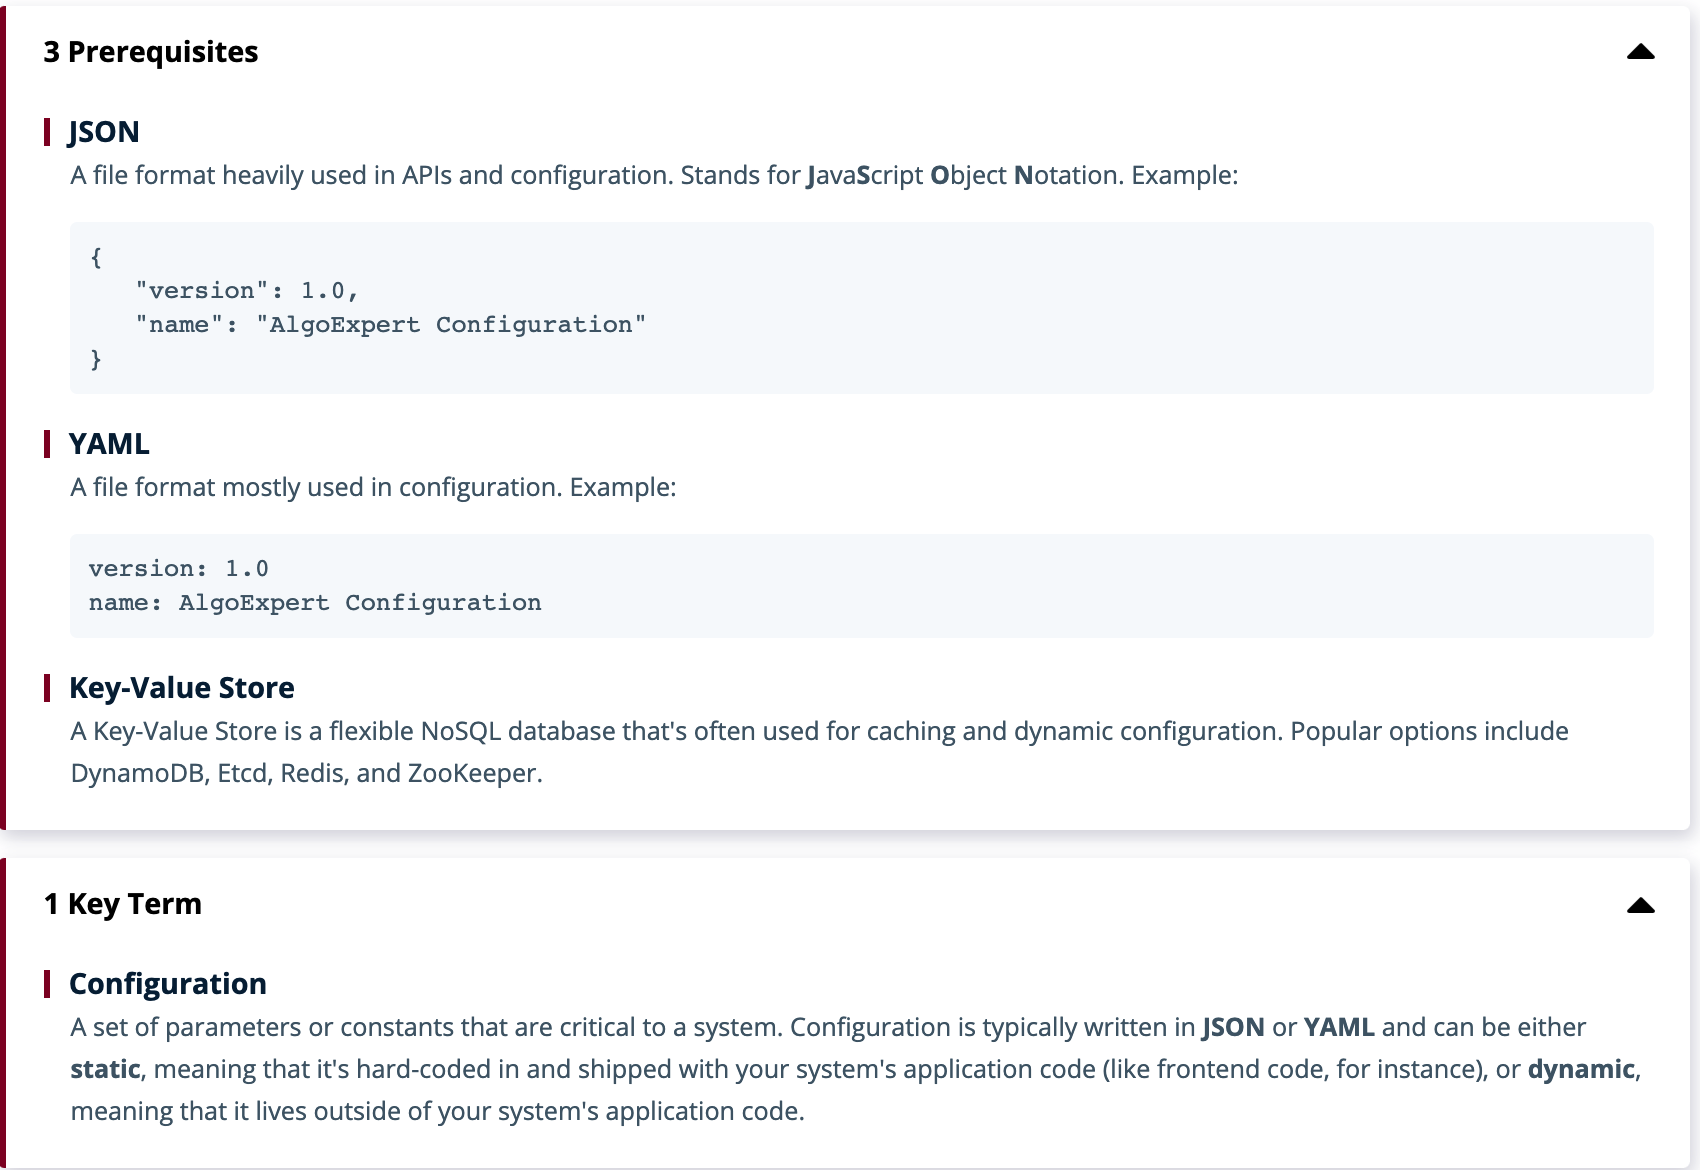 3 Prerequisites
JSON
A file format heavily used in APIs and configuration. Stands for JavaScript Object Notation. Example:
{
   "version": 1.0,
   "name": "AlgoExpert Configuration"
}
YAML
A file format mostly used in configuration. Example:
version: 1.0
name: AlgoExpert Configuration
Key-Value Store
A Key-Value Store is a flexible NoSQL database that's often used for caching and dynamic configuration. Popular options include
DynamoDB, Etcd, Redis, and ZooKeeper.
1 Key Term
Configuration
A set of parameters or constants that are critical to a system. Configuration is typically written in JSON or YAML and can be either
static, meaning that it's hard-coded in and shipped with your system's application code (like frontend code, for instance), or dynamic,
meaning that it lives outside of your system's application code.